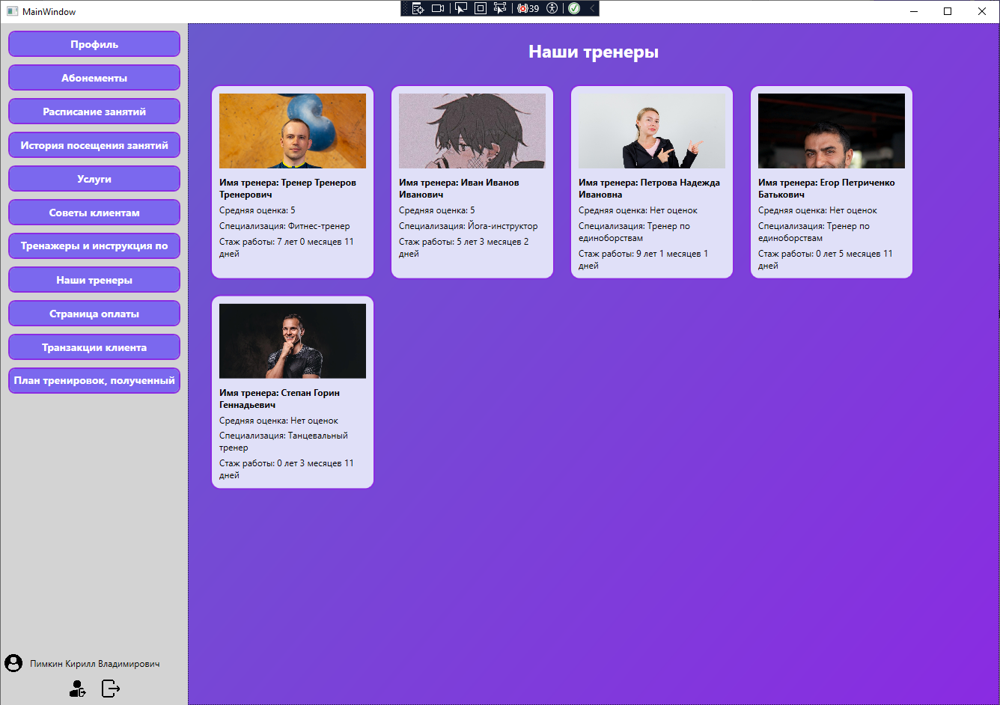 MainWindow
39
Профиль
Абонементы
Расписание занятий
История посещения занятий
Услуги
Советы клиентам
Тренажеры и инструкция по
Наши тренеры
Страница оплаты
Транзакции клиента
План тренировок, полученный
Пимкин Кирилл Владимирович
Наши тренеры
Имя тренера: Тренер Тренеров
Тренерович
Средняя оценка: 5
Специализация: Фитнес-тренер
Стаж работы: 7 лет 0 месяцев 11
дней
Имя тренера: Иван Иванов
Иванович
Средняя оценка: 5
Специализация: Йога-инструктор
Стаж работы: 5 лет 3 месяцев 2
дней
Имя тренера: Петрова Надежда
Ивановна
Средняя оценка: Нет оценок
Специализация: Тренер по
единоборствам
Стаж работы: 9 лет 1 месяцев 1
дней
Имя тренера: Егор Петриченко
Батькович
Средняя оценка: Нет оценок
Специализация: Тренер по
единоборствам
Стаж работы: 0 лет 5 месяцев 11
дней
Имя тренера: Степан Горин
Геннадьевич
Средняя оценка: Нет оценок
Специализация: Танцевальный
тренер
Стаж работы: 0 лет 3 месяцев 11
дней